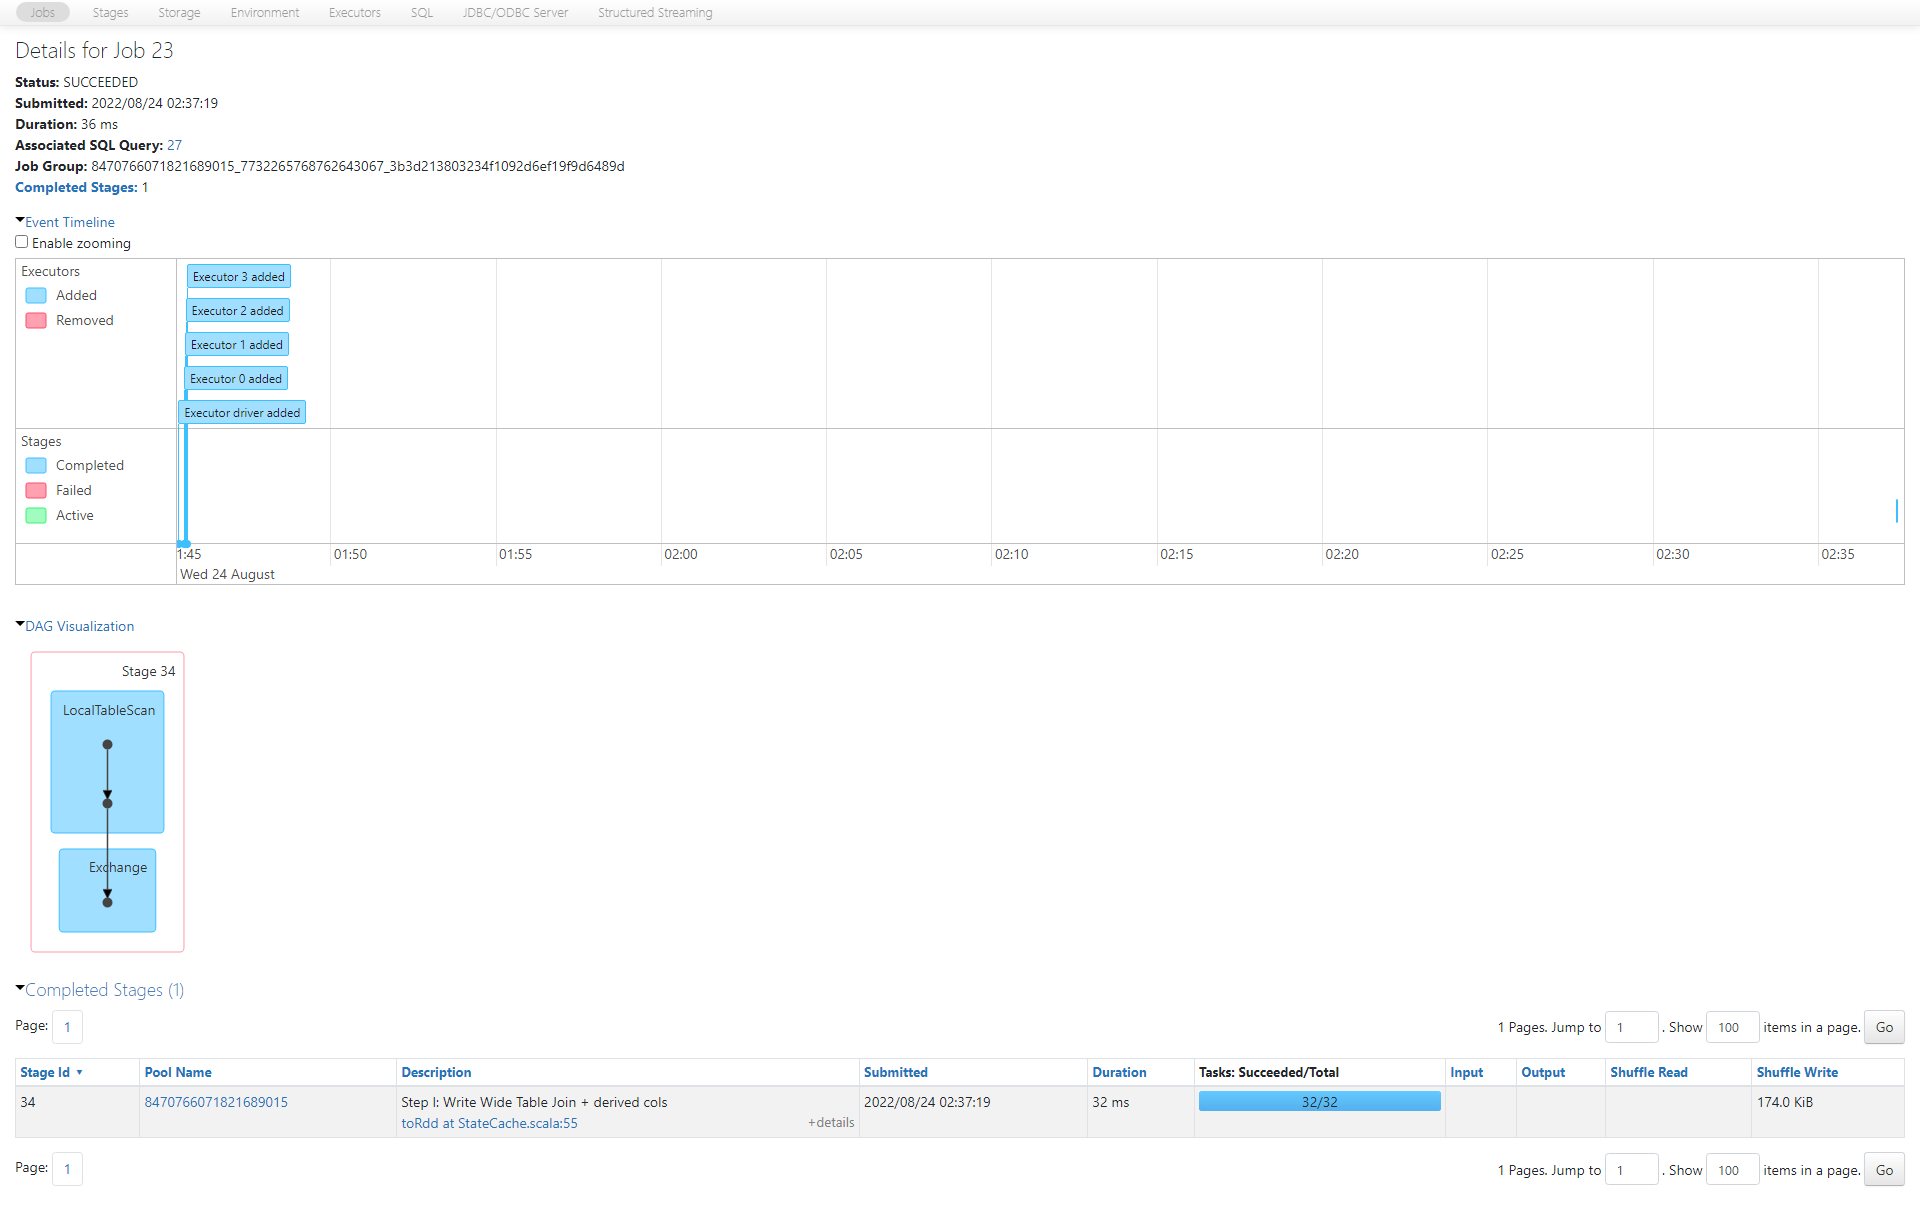 Jobs Stages Storage Environment Executors SQL JDBC/ODBC Server Structured Streaming
Details for Job 23
Status: SUCCEEDED
Submitted: 2022/08/24 02:37:19
Duration: 36 ms
Associated SQL Query: 27
Job Group: 8470766071821689015_7732265768762643067_3b3d213803234f1092d6ef19f9d6489d
Completed Stages: 1
Event Timeline
Enable zooming
Executors
Added
Removed
Executor 3 added
Executor 2 added
Executor 1 added
Executor 0 added
Executor driver added
Stages
Completed
Failed
Active
1:45 01:50 01:55 02:00 02:05 02:10 02:15 02:20 02:25 02:30 02:35
Wed 24 August
DAG Visualization
Stage 34
LocalTableScan
Exchange
Completed Stages (1)
Page: 1 1 Pages. Jump to 1 . Show 100 items in a page. Go
Stage Id ▾ Pool Name Description Submitted Duration Tasks: Succeeded/Total Input Output Shuffle Read Shuffle Write
34 8470766071821689015 Step I: Write Wide Table Join + derived cols 2022/08/24 02:37:19 32 ms 32/32 174.0 KiB
toRdd at StateCache.scala:55 +details
Page: 1 1 Pages. Jump to 1 . Show 100 items in a page. Go